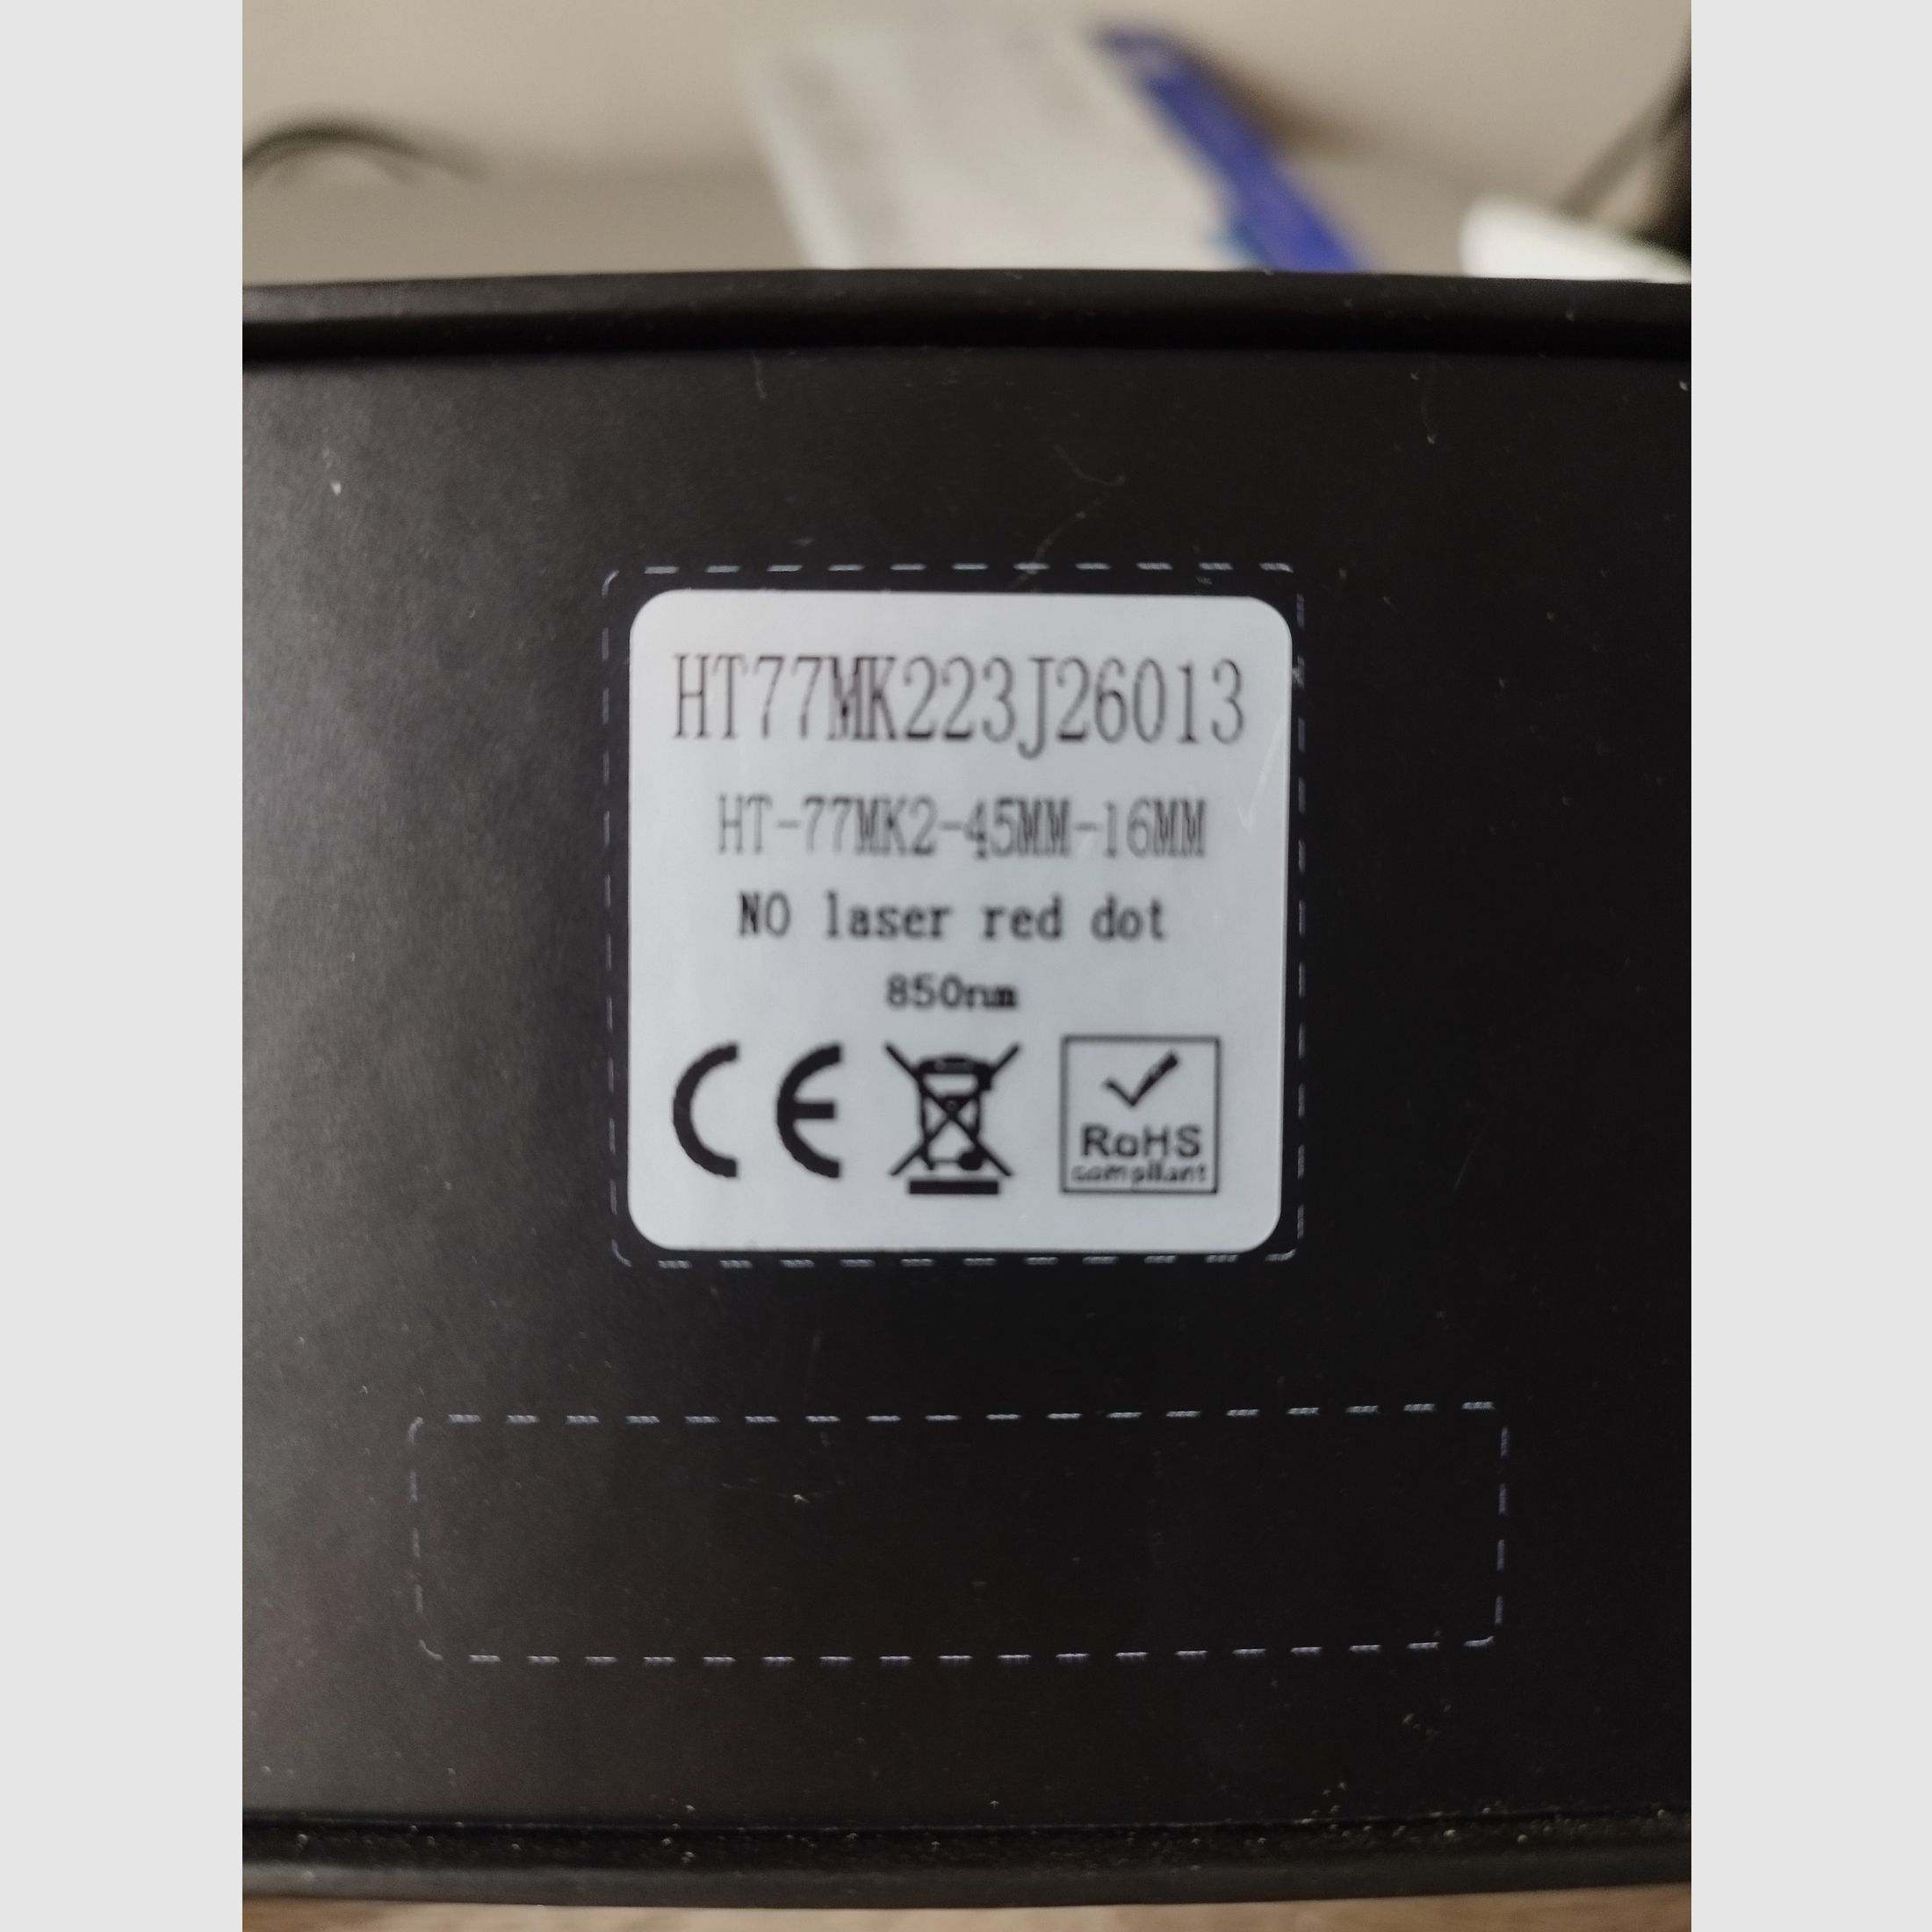 HT77MK223J26013
HT-77MK2-45MM-16MM
NO laser red dot
850nm
CE
RoHS
compliant